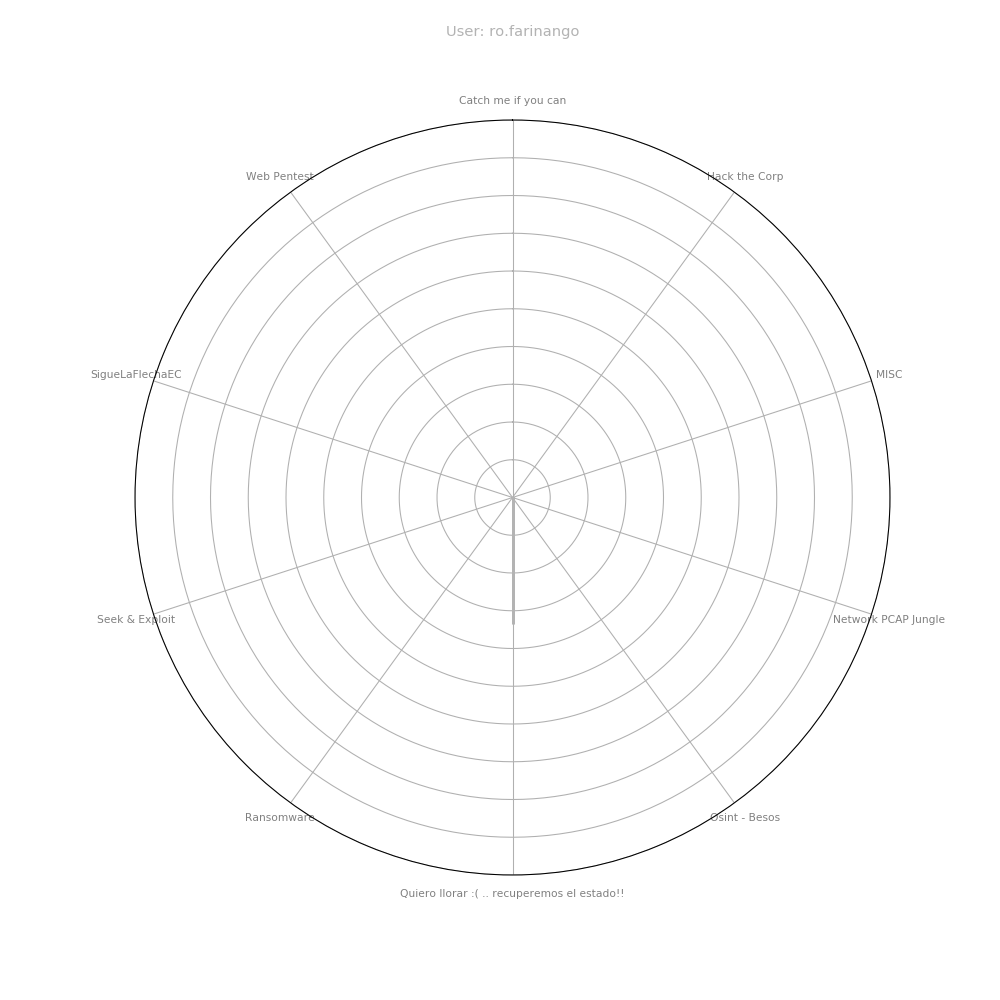 User: ro.farinango
Catch me if you can
Web Pentest
Hack the Corp
SigueLaFlechaEC
MISC
Seek & Exploit
Network PCAP Jungle
Ransomware
Osint - Besos
Quiero llorar :( .. recuperemos el estado!!